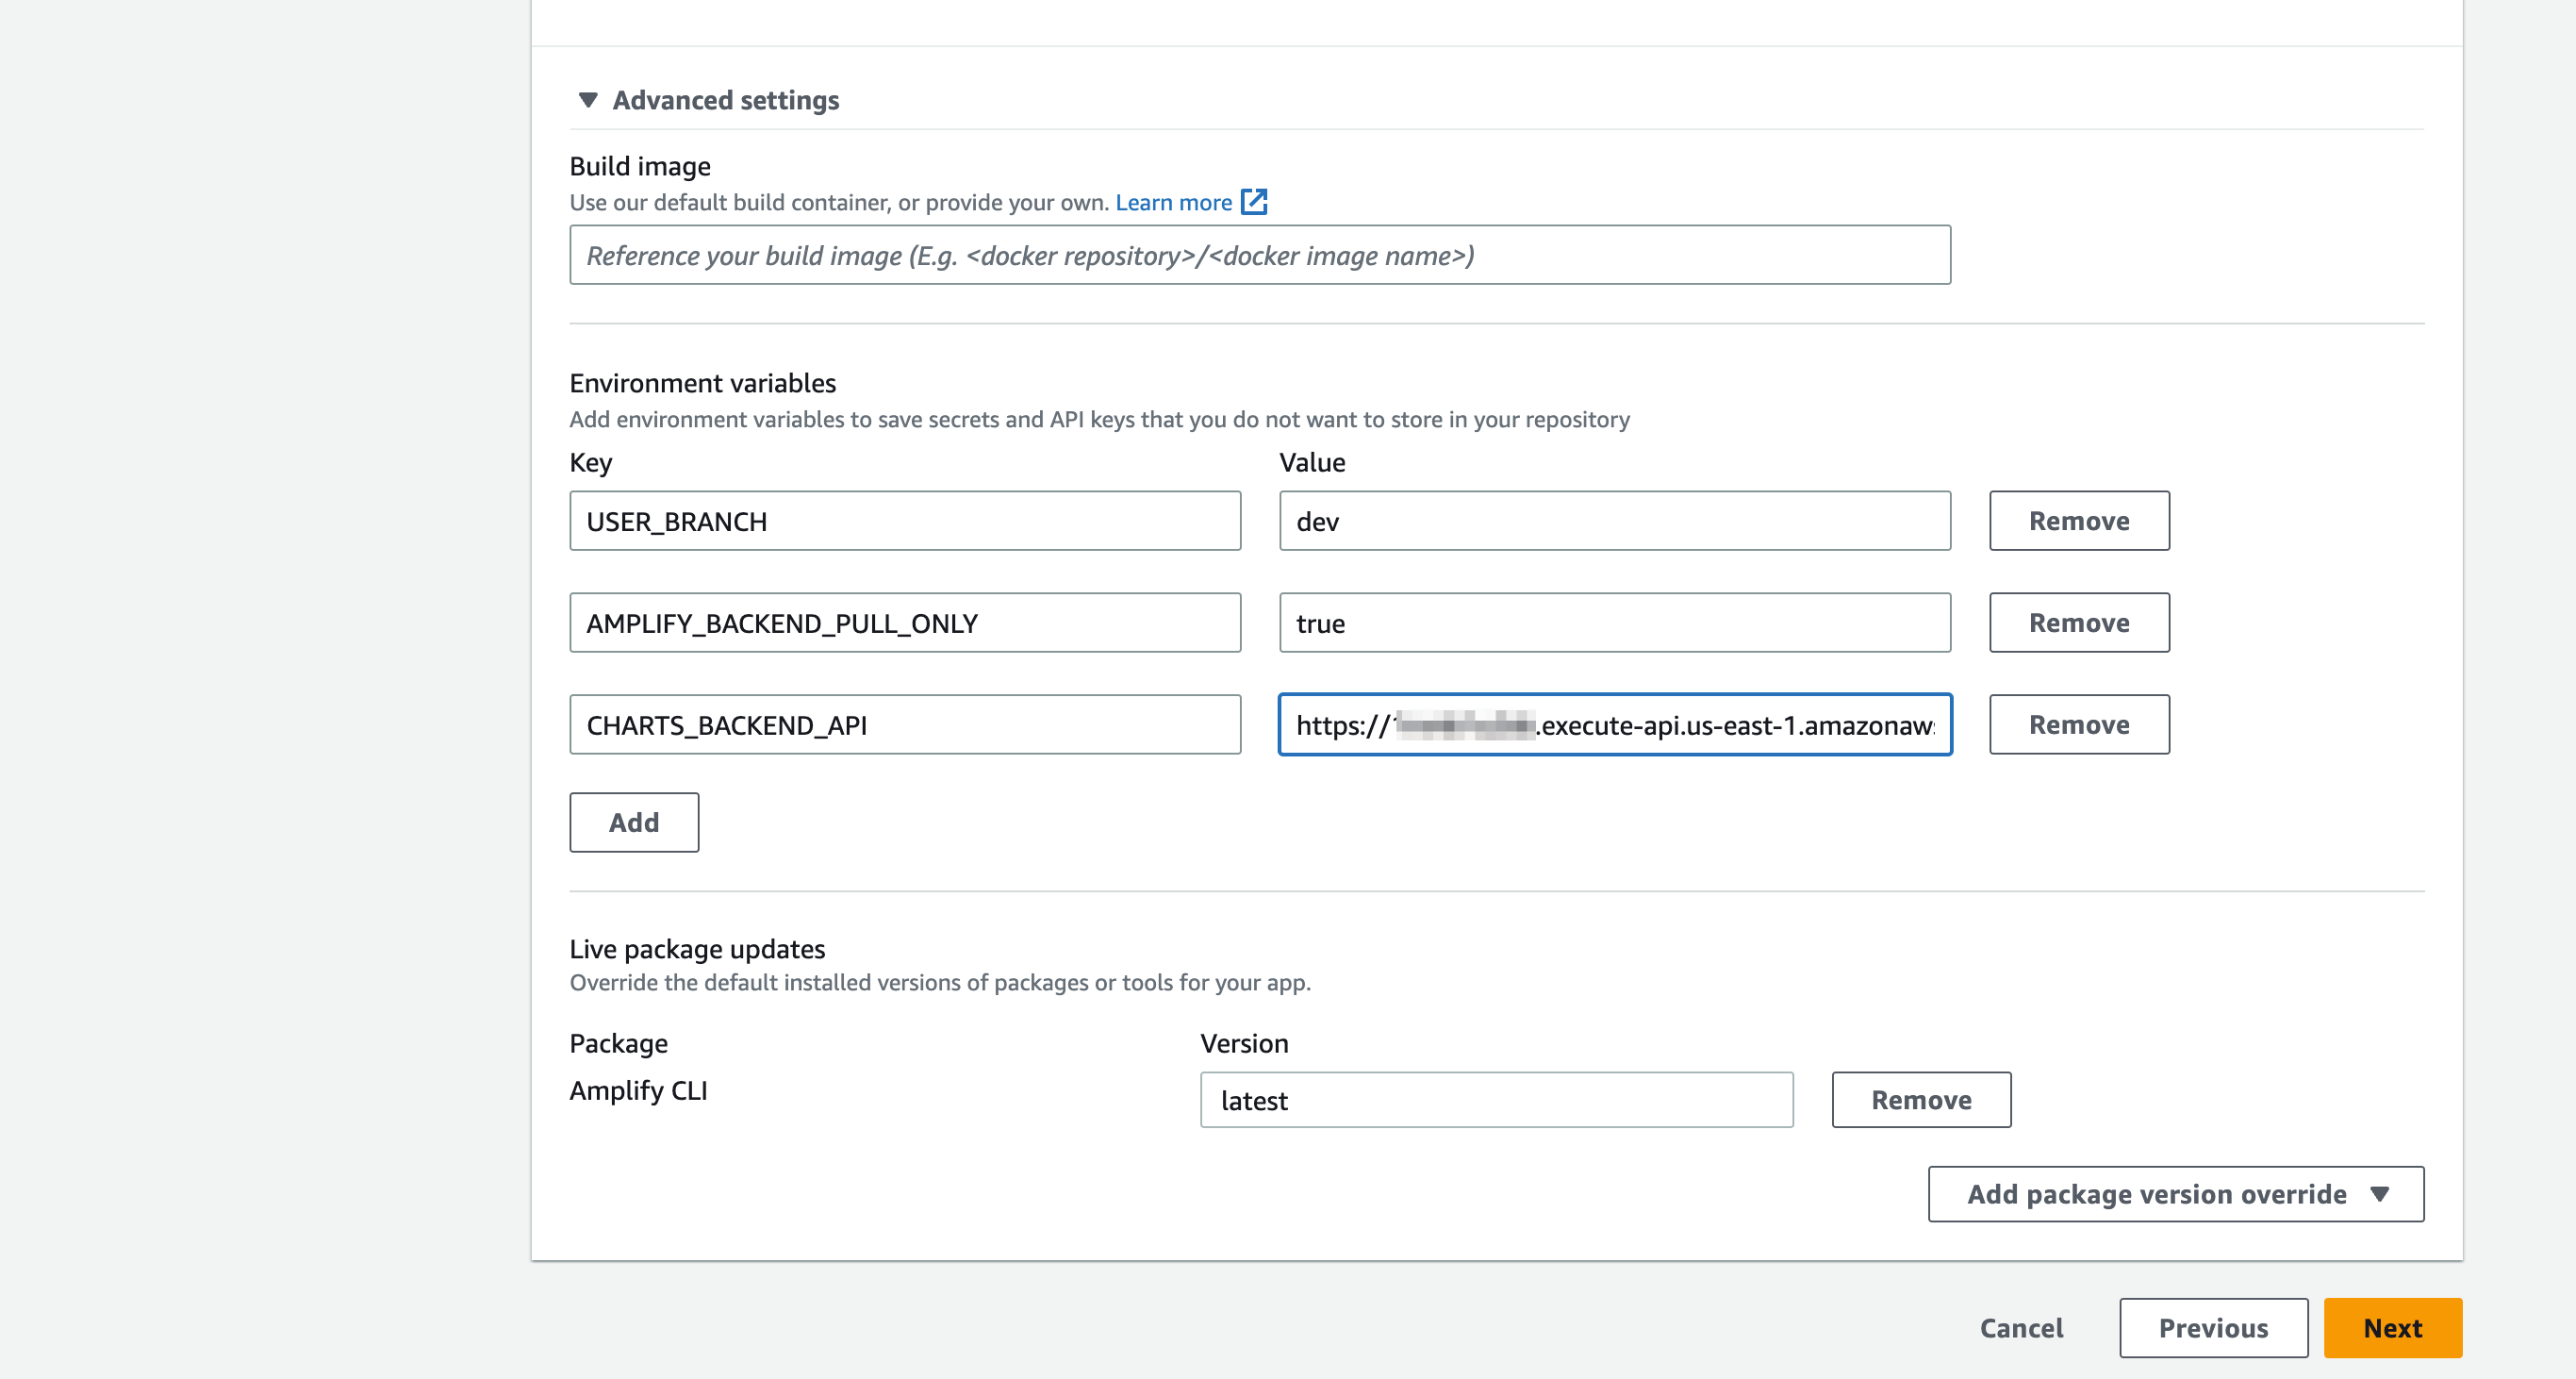 Advanced settings
Build image
Use our default build container, or provide your own. Learn more
Reference your build image (E.g. <docker repository>/<docker image name>)
Environment variables
Add environment variables to save secrets and API keys that you do not want to store in your repository
Key Value
USER_BRANCH dev Remove
AMPLIFY_BACKEND_PULL_ONLY true Remove
CHARTS_BACKEND_API https:// .execute-api.us-east-1.amazonaws Remove
Add
Live package updates
Override the default installed versions of packages or tools for your app.
Package Version
Amplify CLI latest Remove
Add package version override
Cancel Previous Next